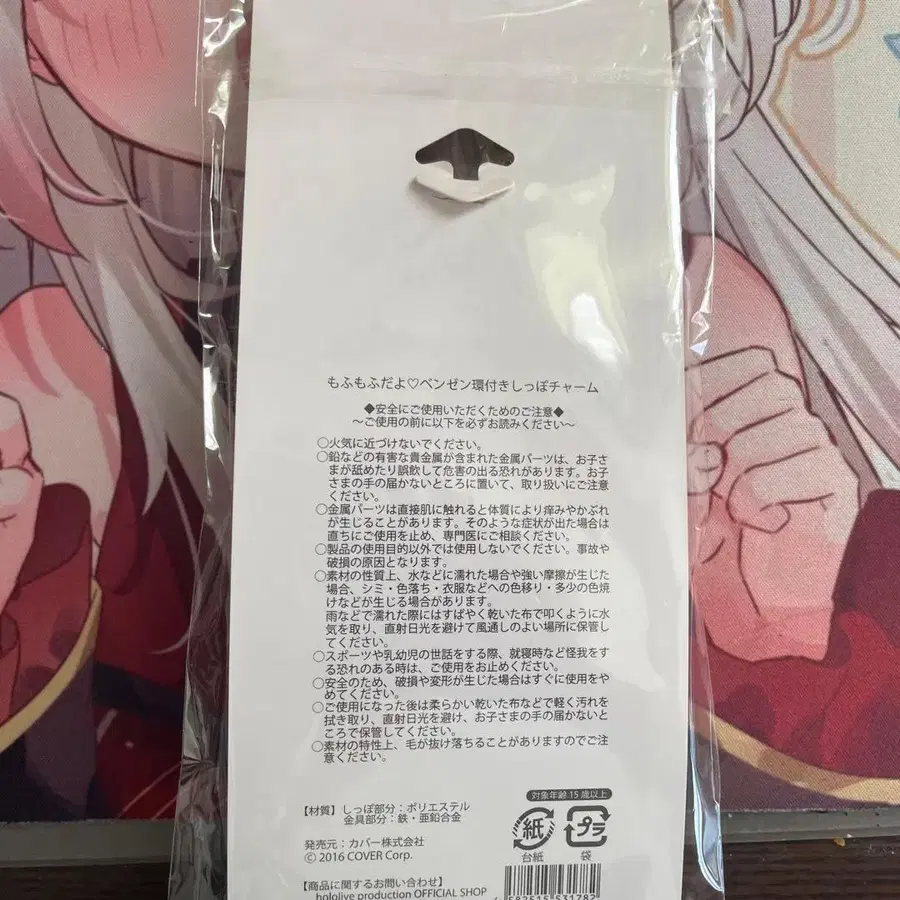 もふもふだよ♡ベンゼン環付きしっぽチャーム
◆安全にご使用いただくためのご注意◆
～ご使用の前に以下を必ずお読みください～
○火気に近づけないでください。
○鉛などの有害な貴金属が含まれた金属パーツは、お子さ
まが舐めたり誤飲して危害の出る恐れがあります。お子
さまの手の届かないところに置いて、取り扱いにご注意
ください。
○金属パーツは直接肌に触れると体質により痒みやかぶれ
が生じることがあります。そのような症状が出た場合は
直ちにご使用を止め、専門医にご相談ください。
○製品の使用目的以外では使用しないでください。事故や
破損の原因となります。
○素材の性質上、水などに濡れた場合や強い摩擦が生じた
場合、シミ・色落ち・衣服などへの色移り・多少の色焼
けなどが生じる場合があります。
雨などで濡れた際にはすばやく乾いた布で叩くように水
気を取り、直射日光を避けて風通しのよい場所に保管し
てください。
○スポーツや乳幼児の世話をする際、就寝時など怪我をす
る恐れのある時は、ご使用をお止めください。
○安全のため、破損や変形が生じた場合はすぐに使用をや
めてください。
○ご使用になった後は柔らかい乾いた布などで軽く汚れを
拭き取り、直射日光を避け、お子さまの手の届かないと
ころで保管してください。
○素材の特性上、毛が抜け落ちることがありますのでご注
意ください。
対象年齢15歳以上
【材質】しっぽ部分：ポリエステル
金具部分：鉄・亜鉛合金
紙 プラ
台紙 袋
発売元：カバー株式会社
© 2016 COVER Corp.
【商品に関するお問い合わせ】
hololive production OFFICIAL SHOP
4 582515 531782